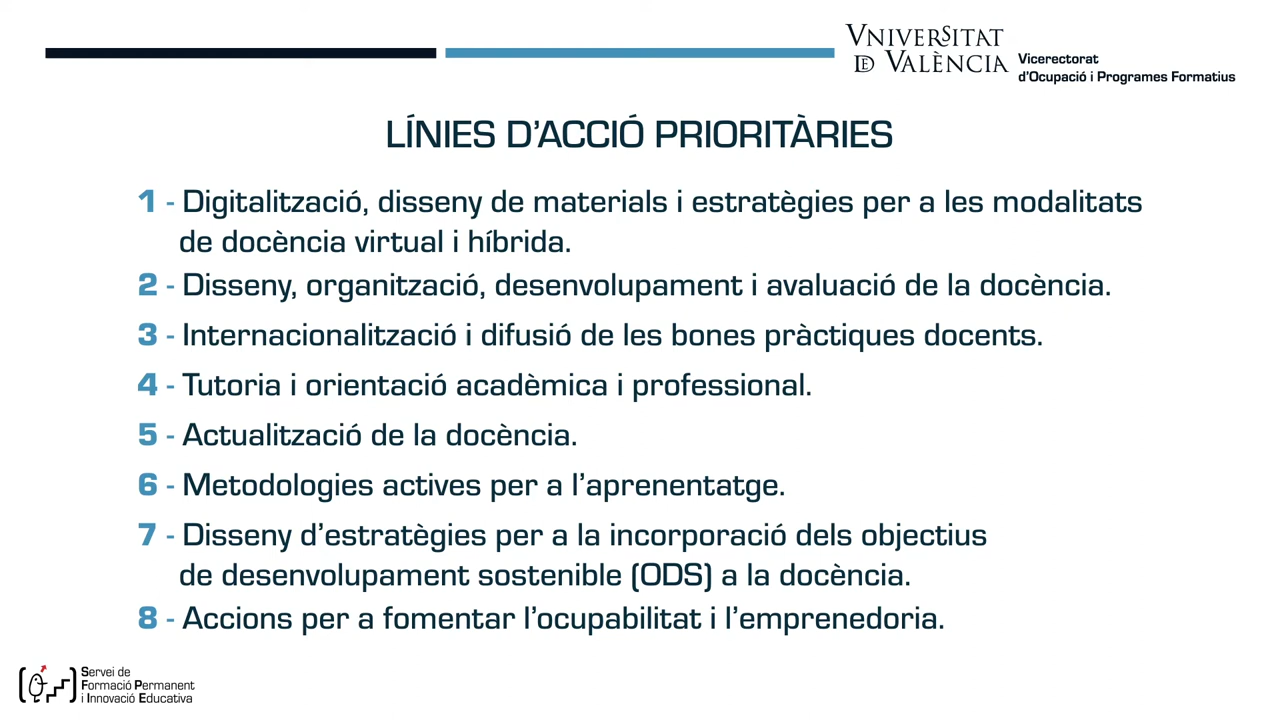 VNIVERSITAT
DE VALÈNCIA
Vicerectorat
d'Ocupació i Programes Formatius
LÍNIES D'ACCIÓ PRIORITÀRIES
1 - Digitalització, disseny de materials i estratègies per a les modalitats
de docència virtual i híbrida.
2 - Disseny, organització, desenvolupament i avaluació de la docència.
3 - Internacionalització i difusió de les bones pràctiques docents.
4 - Tutoria i orientació acadèmica i professional.
5 - Actualització de la docència.
6 - Metodologies actives per a l'aprenentatge.
7 - Disseny d'estratègies per a la incorporació dels objectius
de desenvolupament sostenible (ODS) a la docència.
8 - Accions per a fomentar l'ocupabilitat i l'emprenedoria.
Servei de
Formació Permanent
i Innovació Educativa